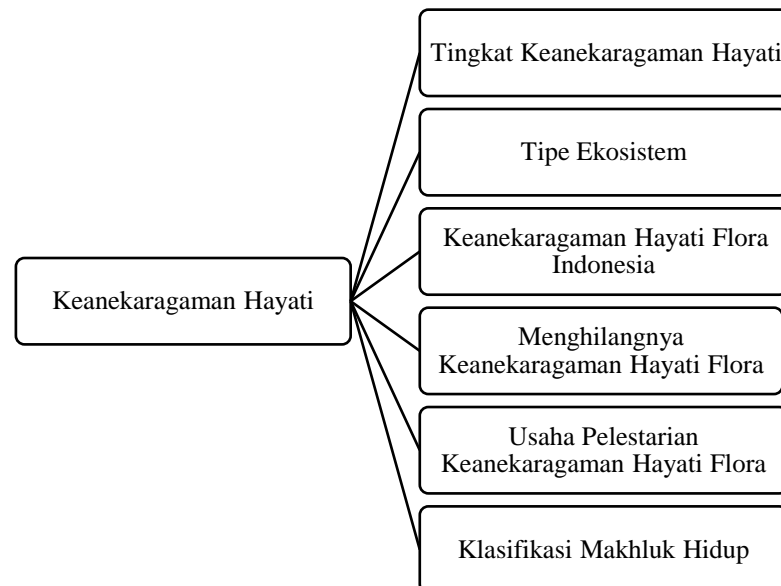 Tingkat Keanekaragaman Hayati
Tipe Ekosistem
Keanekaragaman Hayati Flora
Indonesia
Keanekaragaman Hayati
Menghilangnya
Keanekaragaman Hayati Flora
Usaha Pelestarian
Keanekaragaman Hayati Flora
Klasifikasi Makhluk Hidup